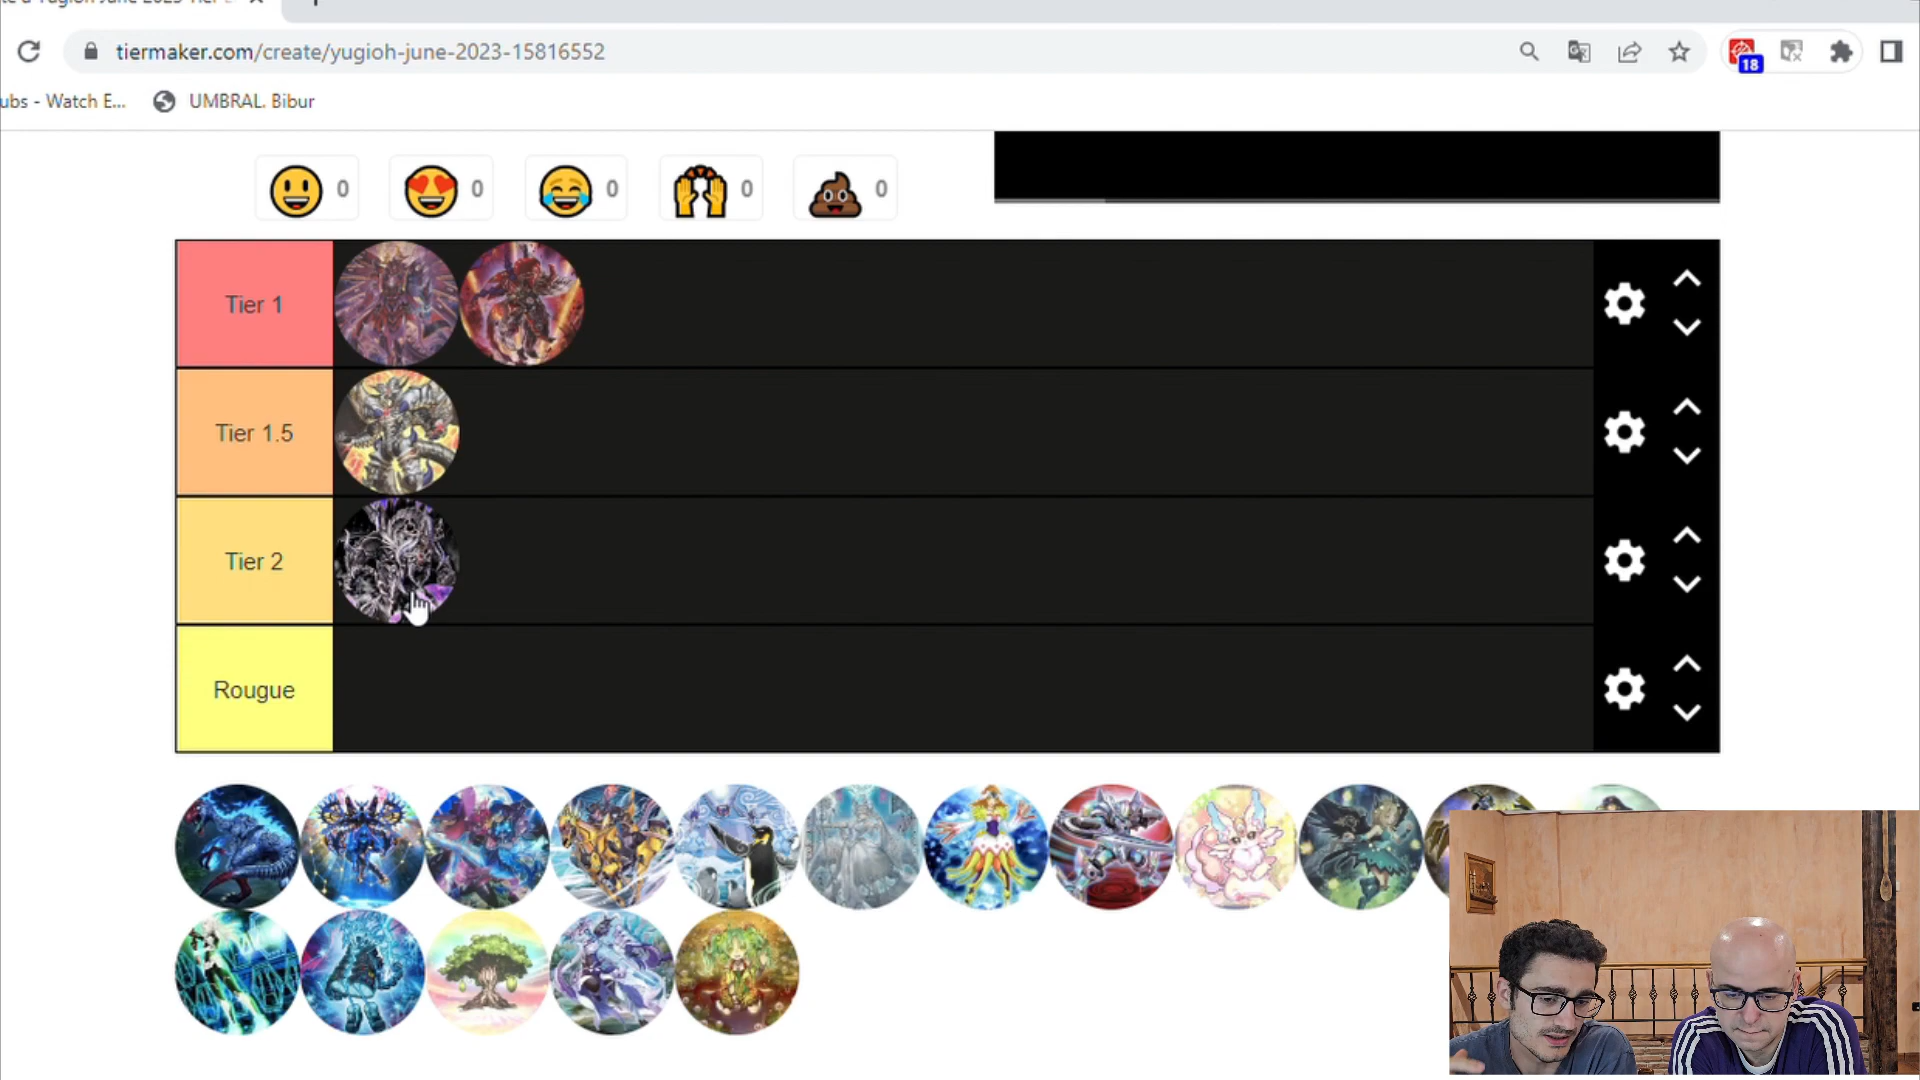 tiermaker.com/create/yugioh-june-2023-15816552
18
ubs - Watch E...
UMBRAL. Bibur
0
0
0
0
0
Tier 1
Tier 1.5
Tier 2
Rougue